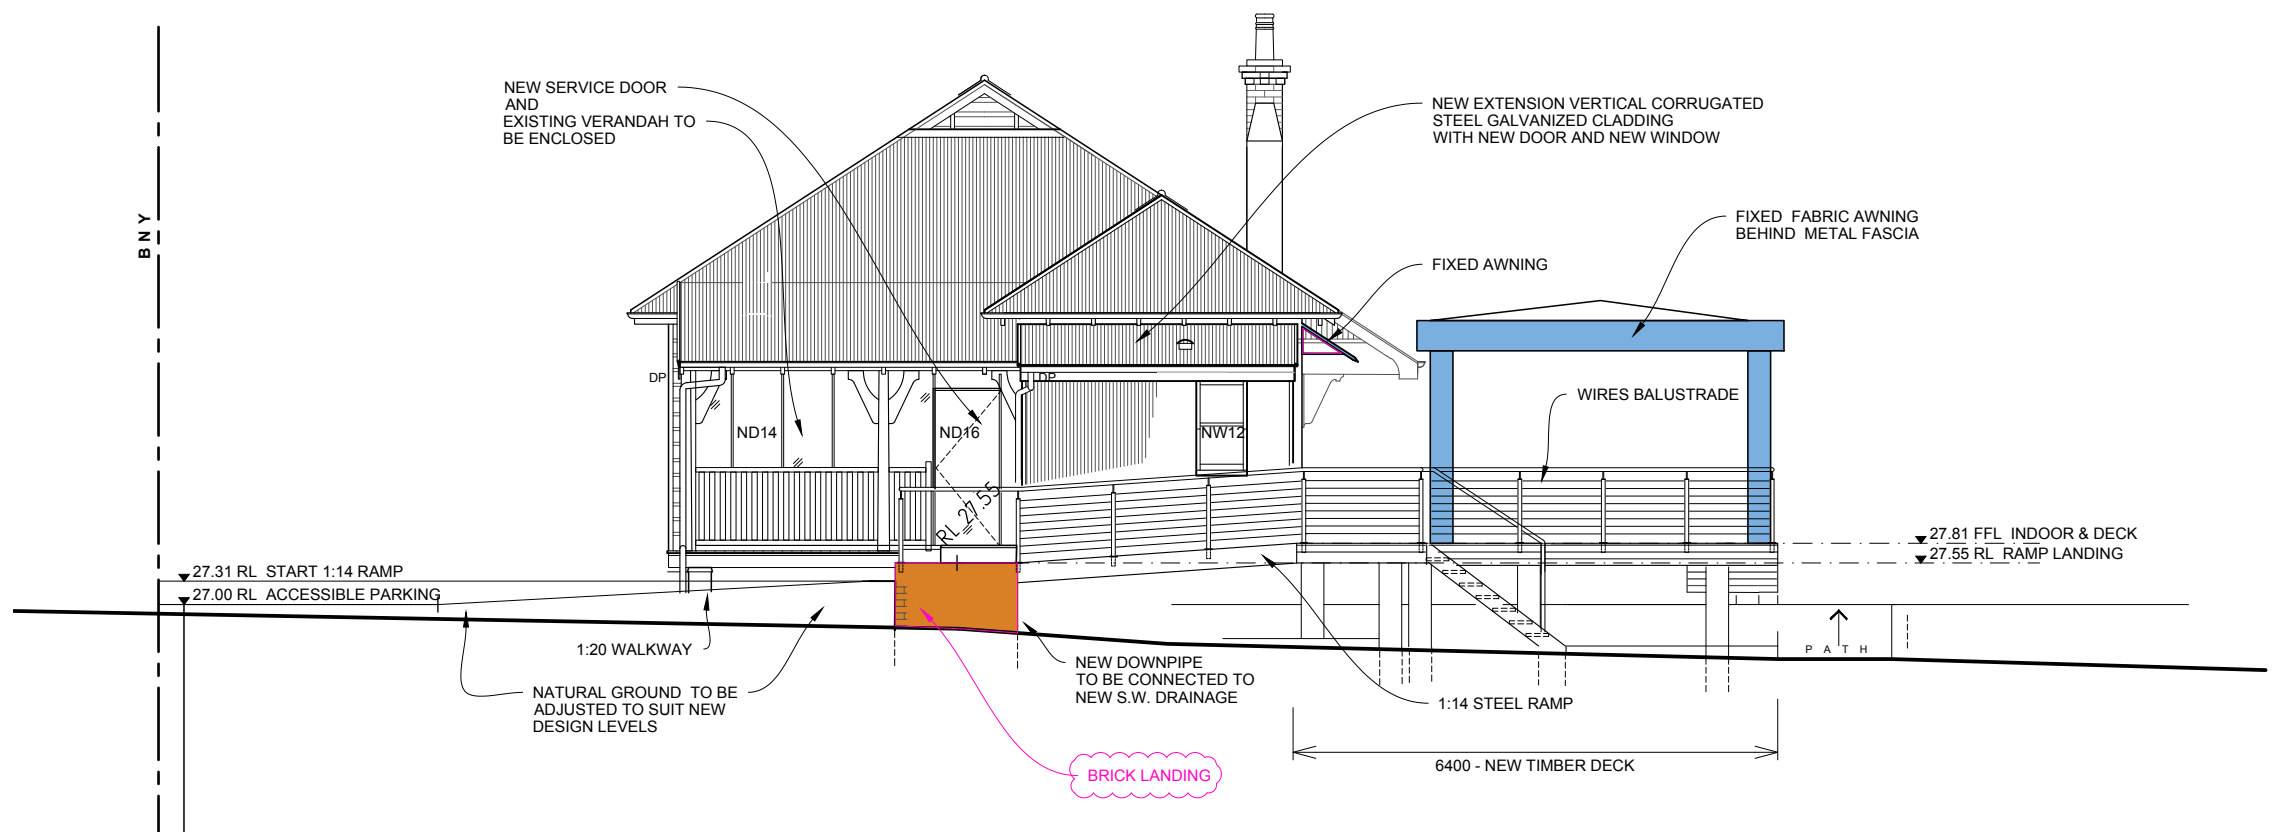 NEW SERVICE DOOR
AND
EXISTING VERANDAH TO
BE ENCLOSED
NEW EXTENSION VERTICAL CORRUGATED
STEEL GALVANIZED CLADDING
WITH NEW DOOR AND NEW WINDOW
BNY
FIXED FABRIC AWNING
BEHIND METAL FASCIA
FIXED AWNING
DP
DP
WIRES BALUSTRADE
ND14
ND16
NW12
RL 27.55
27.81 FFL INDOOR & DECK
27.55 RL RAMP LANDING
27.31 RL START 1:14 RAMP
27.00 RL ACCESSIBLE PARKING
1:20 WALKWAY
PATH
NATURAL GROUND TO BE
ADJUSTED TO SUIT NEW
DESIGN LEVELS
NEW DOWNPIPE
TO BE CONNECTED TO
NEW S.W. DRAINAGE
1:14 STEEL RAMP
BRICK LANDING
6400 - NEW TIMBER DECK